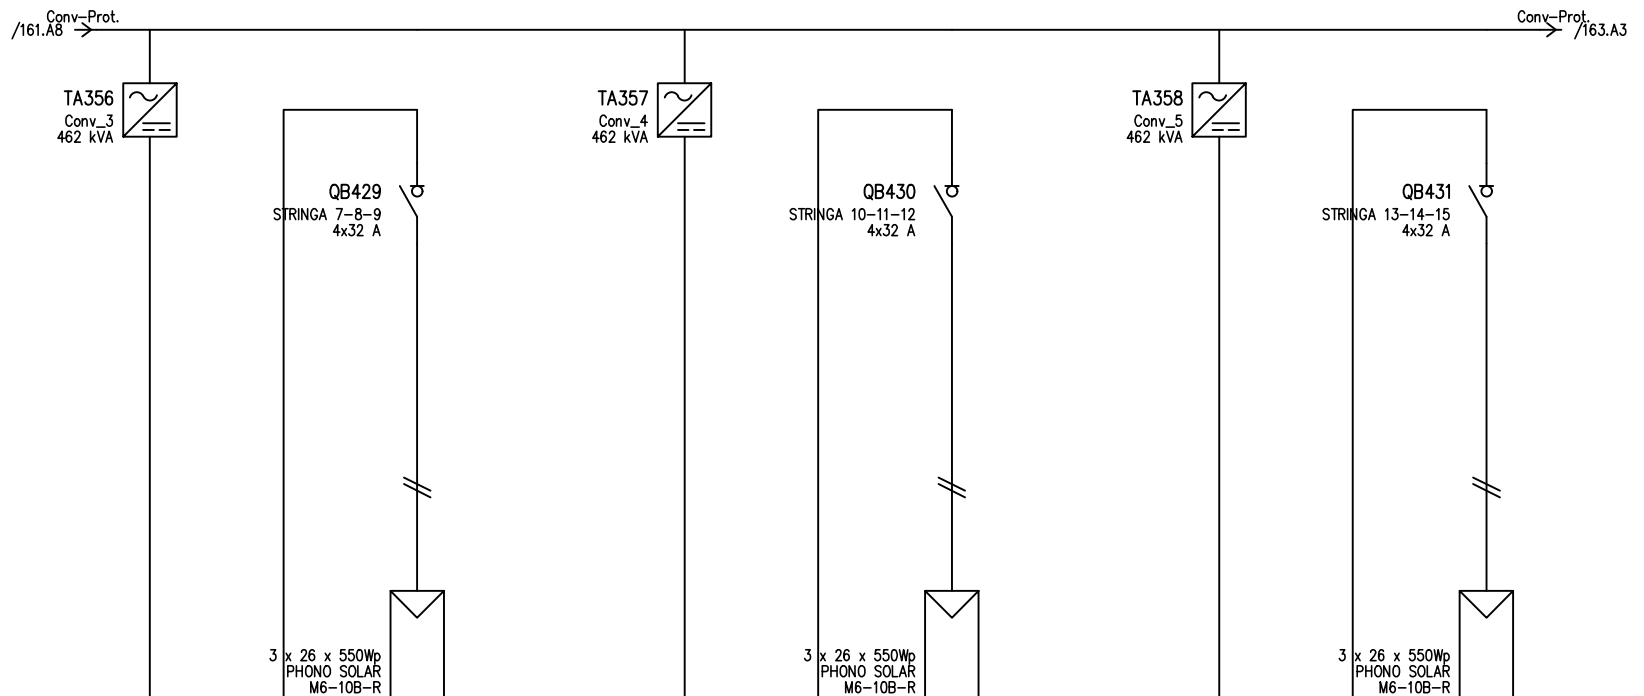 Conv-Prot.
/161.A8
Conv-Prot.
/163.A3
TA356
Conv_3
462 kVA
QB429
STRINGA 7-8-9
4x32 A
3 x 26 x 550Wp
PHONO SOLAR
M6-10B-R
TA357
Conv_4
462 kVA
QB430
STRINGA 10-11-12
4x32 A
3 x 26 x 550Wp
PHONO SOLAR
M6-10B-R
TA358
Conv_5
462 kVA
QB431
STRINGA 13-14-15
4x32 A
3 x 26 x 550Wp
PHONO SOLAR
M6-10B-R